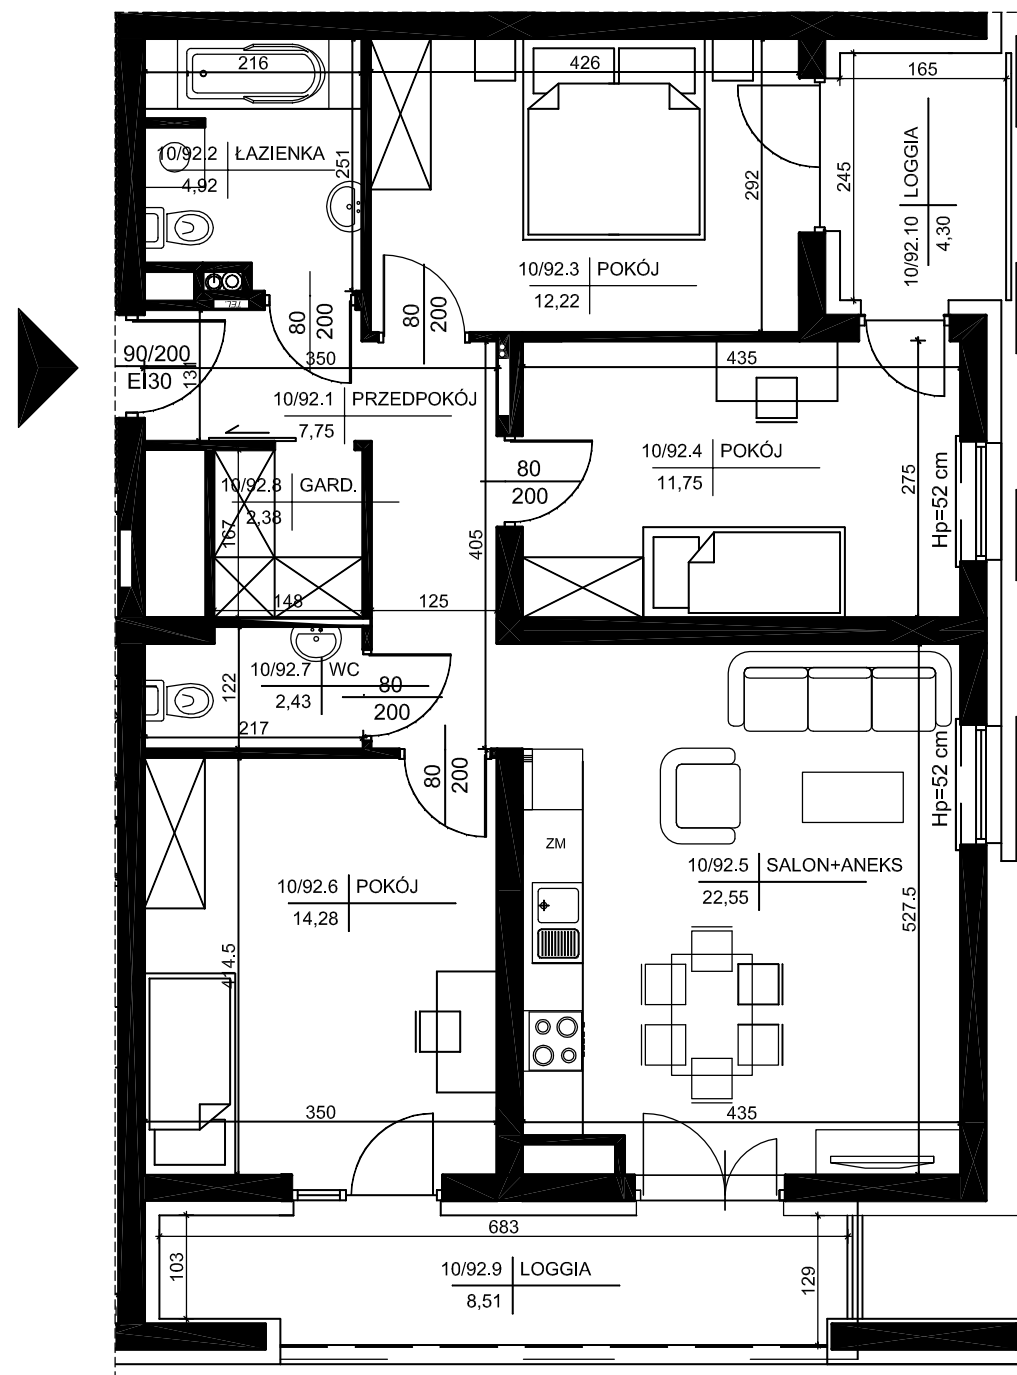 216
426
165
10/92.2 ŁAZIENKA
4,92
251
292
245
10/92.10 LOGGIA
4,30
10/92.3 POKÓJ
12,22
TEL
80
200
80
200
90/200
EI30
131
350
435
10/92.1 PRZEDPOKÓJ
7,75
10/92.4 POKÓJ
11,75
80
200
275
Hp=52 cm
10/92.8 GARD.
2,38
167
405
148
125
10/92.7 WC
2,43
122
80
200
217
80
200
Hp=52 cm
ZM
10/92.5 SALON+ANEKS
22,55
10/92.6 POKÓJ
14,28
414.5
527.5
350
435
683
103
10/92.9 LOGGIA
8,51
129